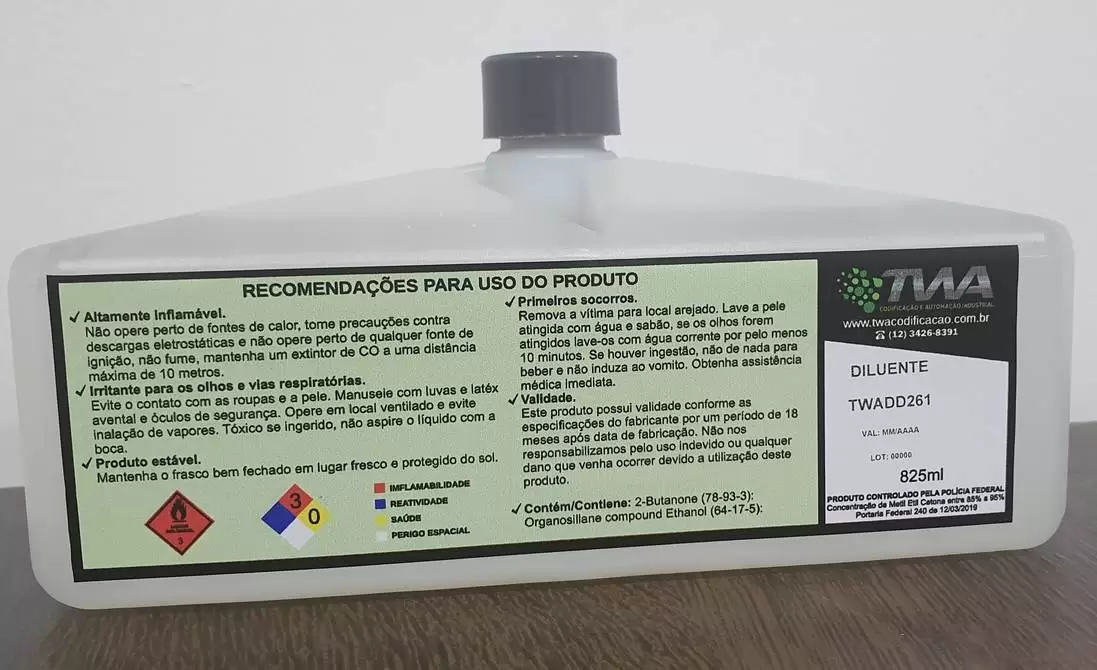 RECOMENDAÇÕES PARA USO DO PRODUTO
✓ Altamente Inflamável.
Não opere perto de fontes de calor, tome precauções contra
descargas eletrostáticas e não opere perto de qualquer fonte de
ignição, não fume, mantenha um extintor de CO a uma distância
máxima de 10 metros.
✓ Irritante para os olhos e vias respiratórias.
Evite o contato com as roupas e a pele. Manuseie com luvas e latéx
avental e óculos de segurança. Opere em local ventilado e evite
inalação de vapores. Tóxico se ingerido, não aspire o líquido com a
boca.
✓ Produto estável.
Mantenha o frasco bem fechado em lugar fresco e protegido do sol.
3
3
0
IMFLAMABILIDADE
REATIVIDADE
SAÚDE
PERIGO ESPACIAL
✓ Primeiros socorros.
Remova a vítima para local arejado. Lave a pele
atingida com água e sabão, se os olhos forem
atingidos lave-os com água corrente por pelo menos
10 minutos. Se houver ingestão, não de nada para
beber e não induza ao vomito. Obtenha assistência
médica Imediata.
✓ Validade.
Este produto possui validade conforme as
especificações do fabricante por um período de 18
meses após data de fabricação. Não nos
responsabilizamos pelo uso indevido ou qualquer
dano que venha ocorrer devido a utilização deste
produto.
✓ Contém/Contiene: 2-Butanone (78-93-3):
Organosillane compound Ethanol (64-17-5):
TWA
CODIFICAÇÃO E AUTOMAÇÃO INDUSTRIAL
www.twacodificacao.com.br
☎ (12) 3426-8391
DILUENTE
TWADD261
VAL: MM/AAAA
LOT: 00000
825ml
PRODUTO CONTROLADO PELA POLÍCIA FEDERAL
Concentração de Metil Etil Cetona entre 85% a 95%
Portaria Federal 240 de 12/03/2019